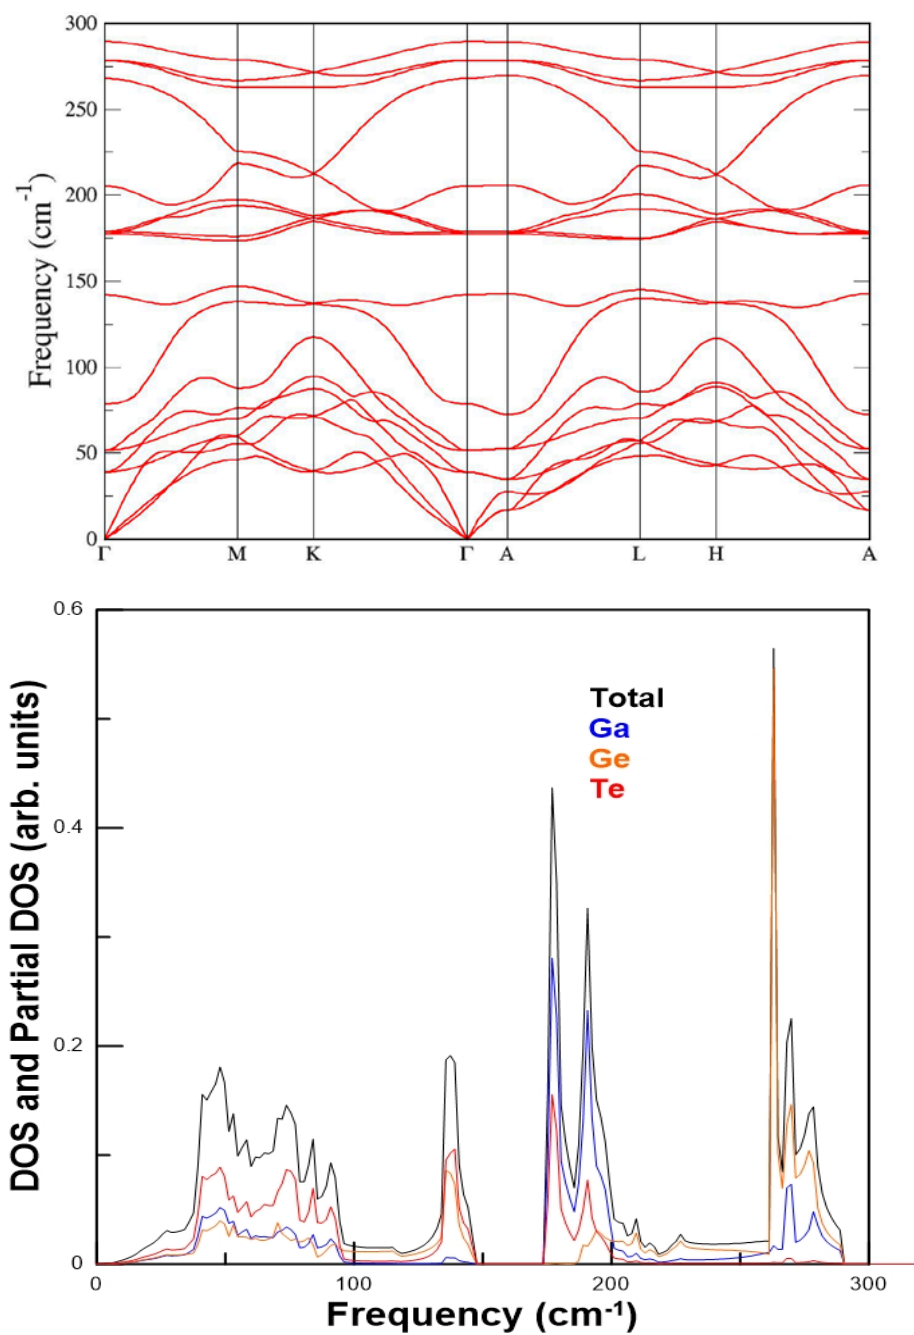 300
250
200
150
100
50
0
Frequency (cm-1)
Γ M K Γ A L H A
0.6
0.4
0.2
0
DOS and Partial DOS (arb. units)
Total
Ga
Ge
Te
0 100 200 300
Frequency (cm-1)